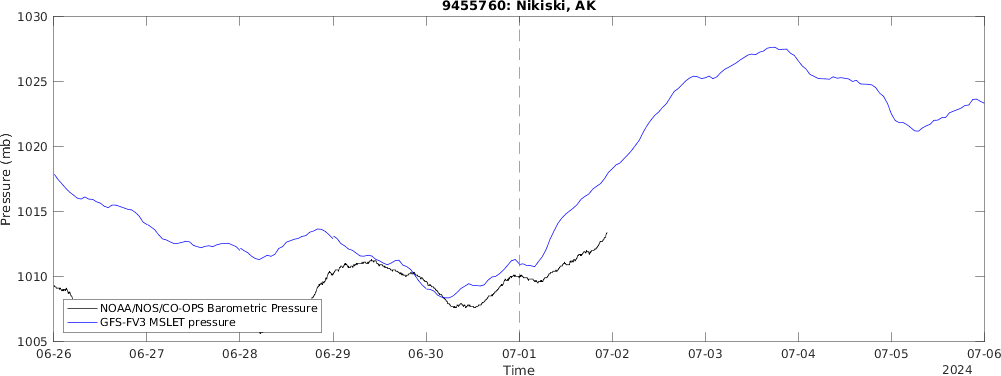 9455760: Nikiski, AK
1030
1025
1020
1015
1010
1005
Pressure (mb)
NOAA/NOS/CO-OPS Barometric Pressure
GFS-FV3 MSLET pressure
06-26 06-27 06-28 06-29 06-30 07-01 07-02 07-03 07-04 07-05 07-06
Time
2024